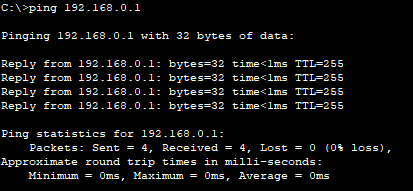 C:\>ping 192.168.0.1
Pinging 192.168.0.1 with 32 bytes of data:
Reply from 192.168.0.1: bytes=32 time<1ms TTL=255
Reply from 192.168.0.1: bytes=32 time<1ms TTL=255
Reply from 192.168.0.1: bytes=32 time<1ms TTL=255
Reply from 192.168.0.1: bytes=32 time<1ms TTL=255
Ping statistics for 192.168.0.1:
Packets: Sent = 4, Received = 4, Lost = 0 (0% loss),
Approximate round trip times in milli-seconds:
Minimum = 0ms, Maximum = 0ms, Average = 0ms